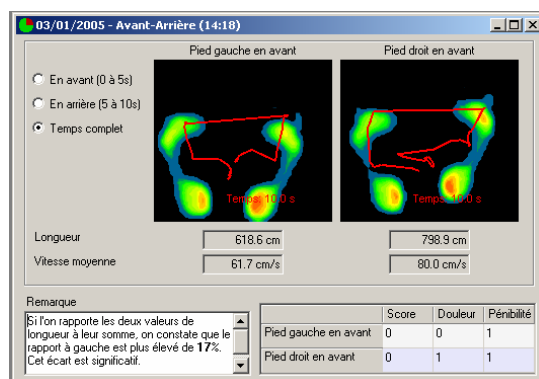 03/01/2005 - Avant-Arrière (14:18)
Pied gauche en avant Pied droit en avant
En avant (0 à 5s)
En arrière (5 à 10s)
Temps complet
Temps: 10.0 s Temps: 10.0 s
Longueur 618.6 cm 798.9 cm
Vitesse moyenne 61.7 cm/s 80.0 cm/s
Remarque
Si l'on rapporte les deux valeurs de
longueur à leur somme, on constate que le
rapport à gauche est plus élevé de 17%.
Cet écart est significatif.
Score Douleur Pénibilité
Pied gauche en avant 0 0 1
Pied droit en avant 0 1 1